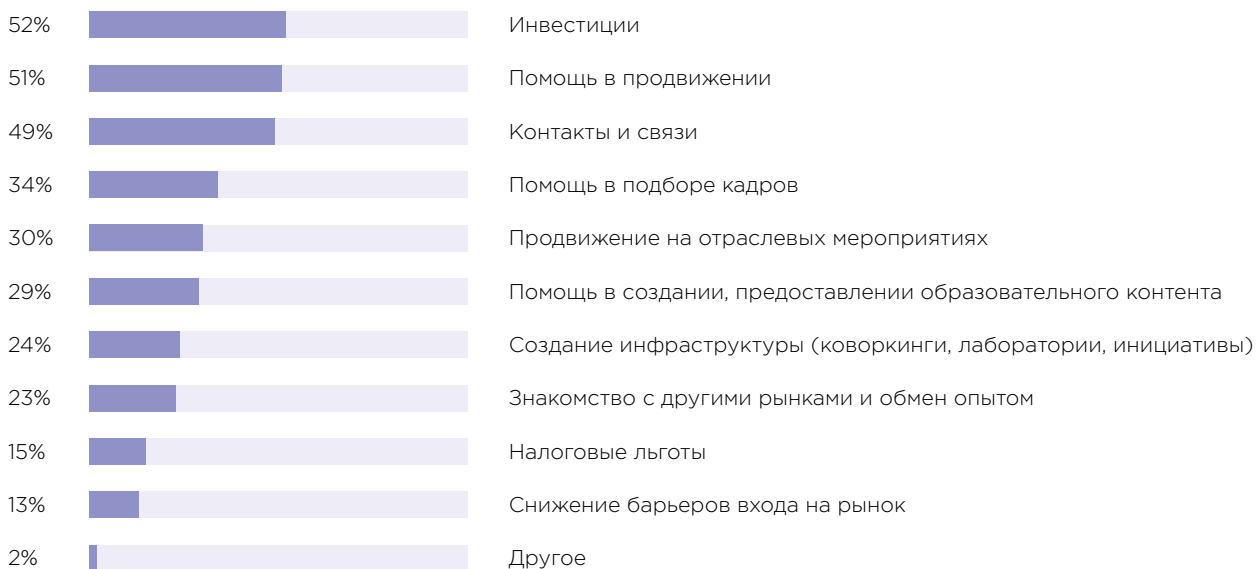 52% Инвестиции
51% Помощь в продвижении
49% Контакты и связи
34% Помощь в подборе кадров
30% Продвижение на отраслевых мероприятиях
29% Помощь в создании, предоставлении образовательного контента
24% Создание инфраструктуры (коворкинги, лаборатории, инициативы)
23% Знакомство с другими рынками и обмен опытом
15% Налоговые льготы
13% Снижение барьеров входа на рынок
2% Другое